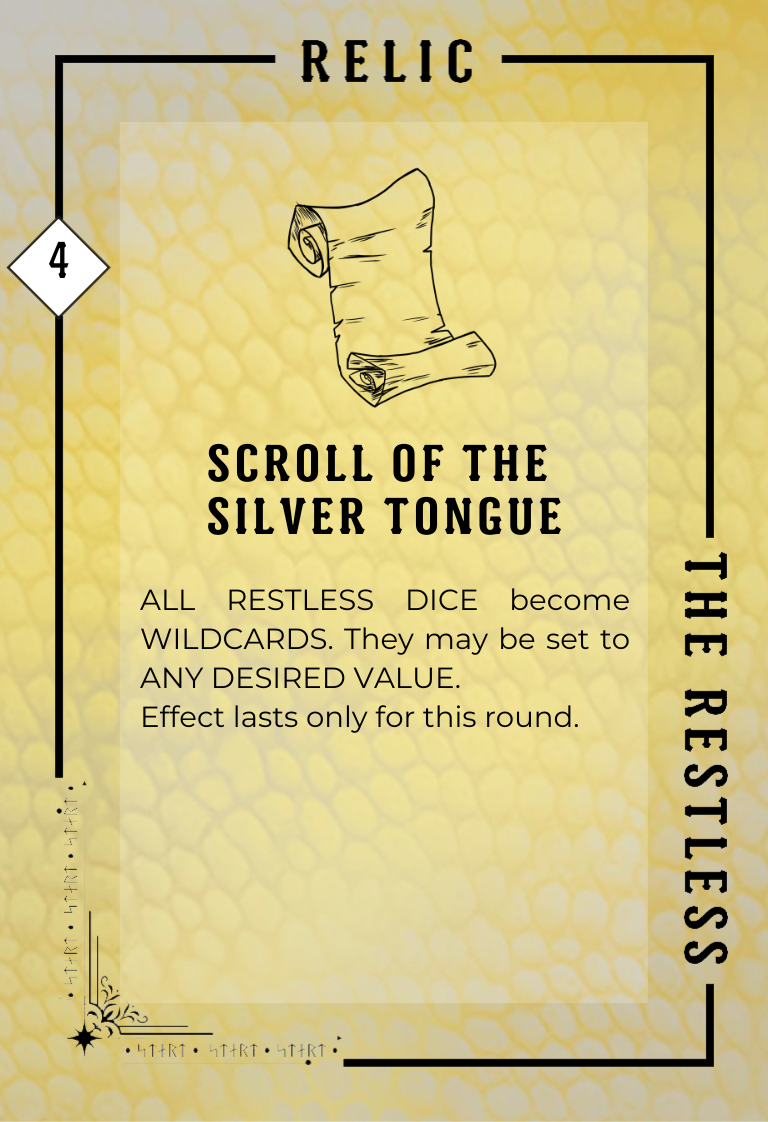 RELIC
4
SCROLL OF THE
SILVER TONGUE
ALL RESTLESS DICE become
WILDCARDS. They may be set to
ANY DESIRED VALUE.
Effect lasts only for this round.
THE RESTLESS